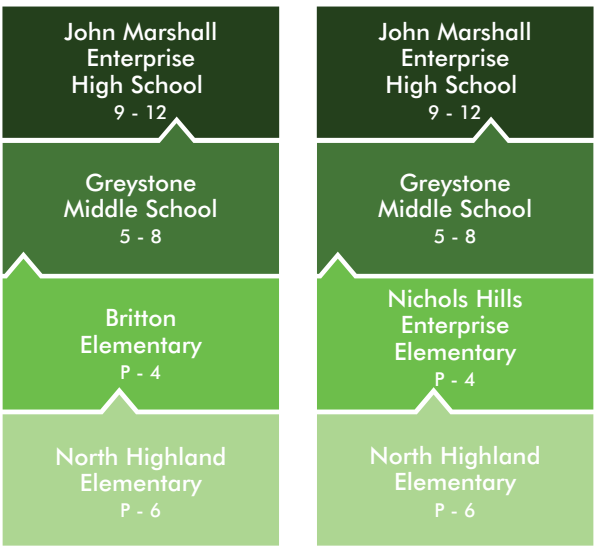 John Marshall
Enterprise
High School
9 - 12
Greystone
Middle School
5 - 8
Britton
Elementary
P - 4
North Highland
Elementary
P - 6
John Marshall
Enterprise
High School
9 - 12
Greystone
Middle School
5 - 8
Nichols Hills
Enterprise
Elementary
P - 4
North Highland
Elementary
P - 6